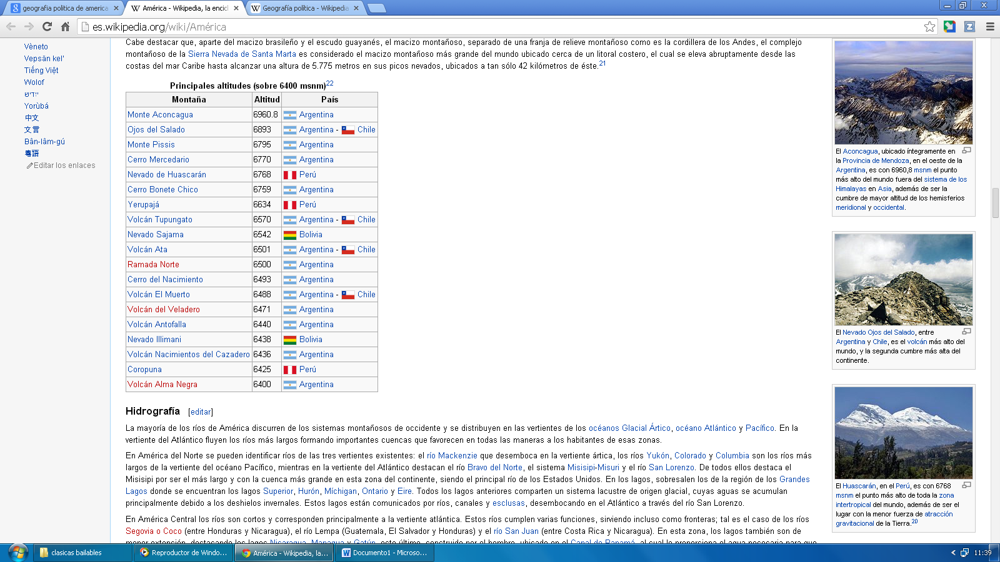 geografia politica de america
América - Wikipedia, la encicl
Geografía política - Wikipedia
es.wikipedia.org/wiki/América
Vèneto
Vepsän kel'
Tiếng Việt
Wolof
ייִדיש
Yorùbá
中文
文言
Bân-lâm-gú
粵語
Editar los enlaces
Cabe destacar que, aparte del macizo brasileño y el escudo guayanés, el macizo montañoso, separado de una franja de relieve montañoso como es la cordillera de los Andes, el complejo
montañoso de la Sierra Nevada de Santa Marta es considerado el macizo montañoso más grande del mundo ubicado cerca de un litoral costero, el cual se eleva abruptamente desde las
costas del mar Caribe hasta alcanzar una altura de 5.775 metros en sus picos nevados, ubicados a tan sólo 42 kilómetros de éste.21
Principales altitudes (sobre 6400 msnm)22
Montaña Altitud País
Monte Aconcagua 6960.8 Argentina
Ojos del Salado 6893 Argentina - Chile
Monte Pissis 6795 Argentina
Cerro Mercedario 6770 Argentina
Nevado de Huascarán 6768 Perú
Cerro Bonete Chico 6759 Argentina
Yerupajá 6634 Perú
Volcán Tupungato 6570 Argentina - Chile
Nevado Sajama 6542 Bolivia
Volcán Ata 6501 Argentina - Chile
Ramada Norte 6500 Argentina
Cerro del Nacimiento 6493 Argentina
Volcán El Muerto 6488 Argentina - Chile
Volcán del Veladero 6471 Argentina
Volcán Antofalla 6440 Argentina
Nevado Illimani 6438 Bolivia
Volcán Nacimientos del Cazadero 6436 Argentina
Coropuna 6425 Perú
Volcán Alma Negra 6400 Argentina
Hidrografía [editar]
La mayoría de los ríos de América discurren de los sistemas montañosos de occidente y se distribuyen en las vertientes de los océanos Glacial Ártico, océano Atlántico y Pacífico. En la
vertiente del Atlántico fluyen los ríos más largos formando importantes cuencas que favorecen en todas las maneras a los habitantes de esas zonas.
En América del Norte se pueden identificar ríos de las tres vertientes existentes: el río Mackenzie que desemboca en la vertiente ártica, los ríos Yukón, Colorado y Columbia son los ríos más
largos de la vertiente del océano Pacífico, mientras en la vertiente del Atlántico destacan el río Bravo del Norte, el sistema Misisipi-Misuri y el río San Lorenzo. De todos ellos destaca el
Misisipi por ser el más largo y con la cuenca más grande en esta zona del continente, siendo el principal río de los Estados Unidos. En los lagos, sobresalen los de la región de los Grandes
Lagos donde se encuentran los lagos Superior, Hurón, Míchigan, Ontario y Eire. Todos los lagos anteriores comparten un sistema lacustre de origen glacial, cuyas aguas se acumulan
principalmente debido a los deshielos invernales. Estos lagos están comunicados por ríos, canales y esclusas, desembocando en el Atlántico a través del río San Lorenzo.
En América Central los ríos son cortos y corresponden principalmente a la vertiente atlántica. Estos ríos cumplen varias funciones, sirviendo incluso como fronteras; tal es el caso de los ríos
Segovia o Coco (entre Honduras y Nicaragua), el río Lempa (Guatemala, El Salvador y Honduras) y el río San Juan (entre Costa Rica y Nicaragua). En esta zona, los lagos también son de
menor extensión, destacando los lagos Nicaragua, Managua y Gatún, este último, construido por el hombre, ubicado en el Canal de Panamá, al cual le proporciona el agua necesaria para que
El Aconcagua, ubicado íntegramente en
la Provincia de Mendoza, en el oeste de la
Argentina, es con 6960,8 msnm el punto
más alto del mundo fuera del sistema de los
Himalayas en Asia, además de ser la
cumbre de mayor altitud de los hemisferios
meridional y occidental.
El Nevado Ojos del Salado, entre
Argentina y Chile, es el volcán más alto del
mundo, y la segunda cumbre más alta del
continente.
El Huascarán, en el Perú, es con 6768
msnm el punto más alto de toda la zona
intertropical del mundo, además de ser el
lugar con la menor fuerza de atracción
gravitacional de la Tierra.20
clasicas bailables
Reproductor de Windo...
América - Wikipedia, la...
Documento1 - Microso...
11:39